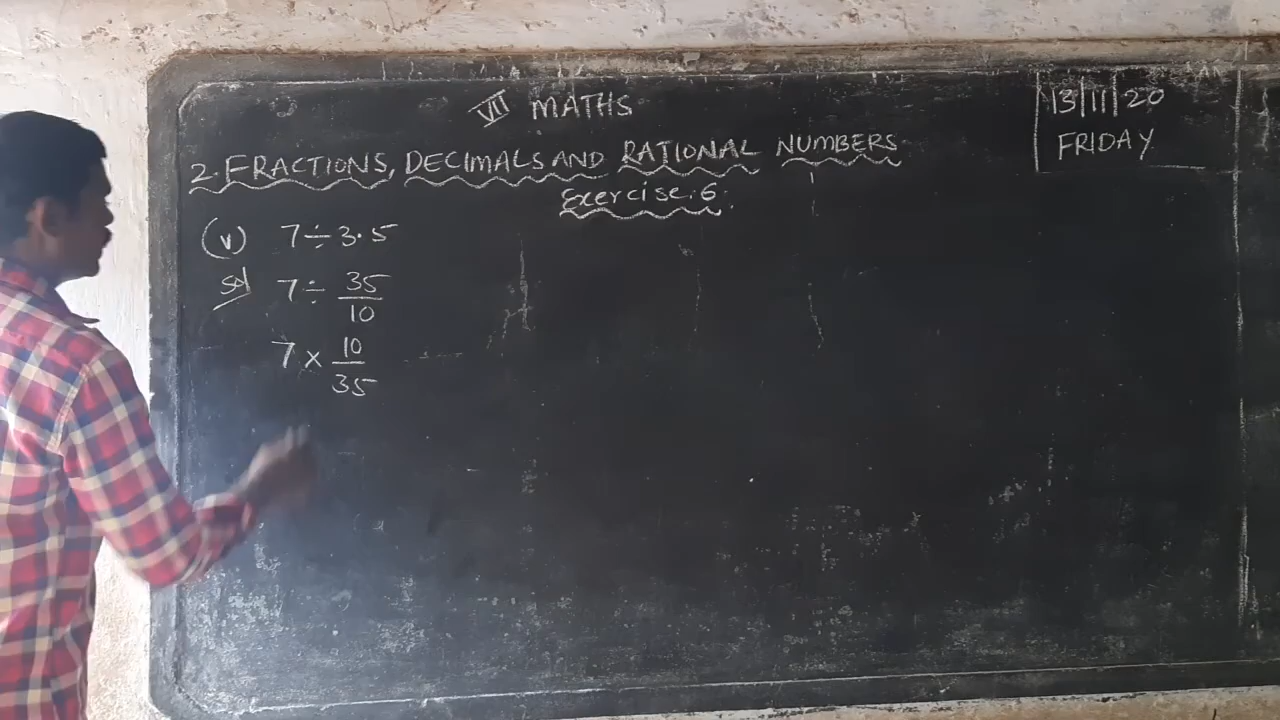 VII MATHS
13/11/20
FRIDAY
2. FRACTIONS, DECIMALS AND RATIONAL NUMBERS
Exercise:6.
(v) 7÷3.5
Sol 7÷ 35/10
7 x 10/35